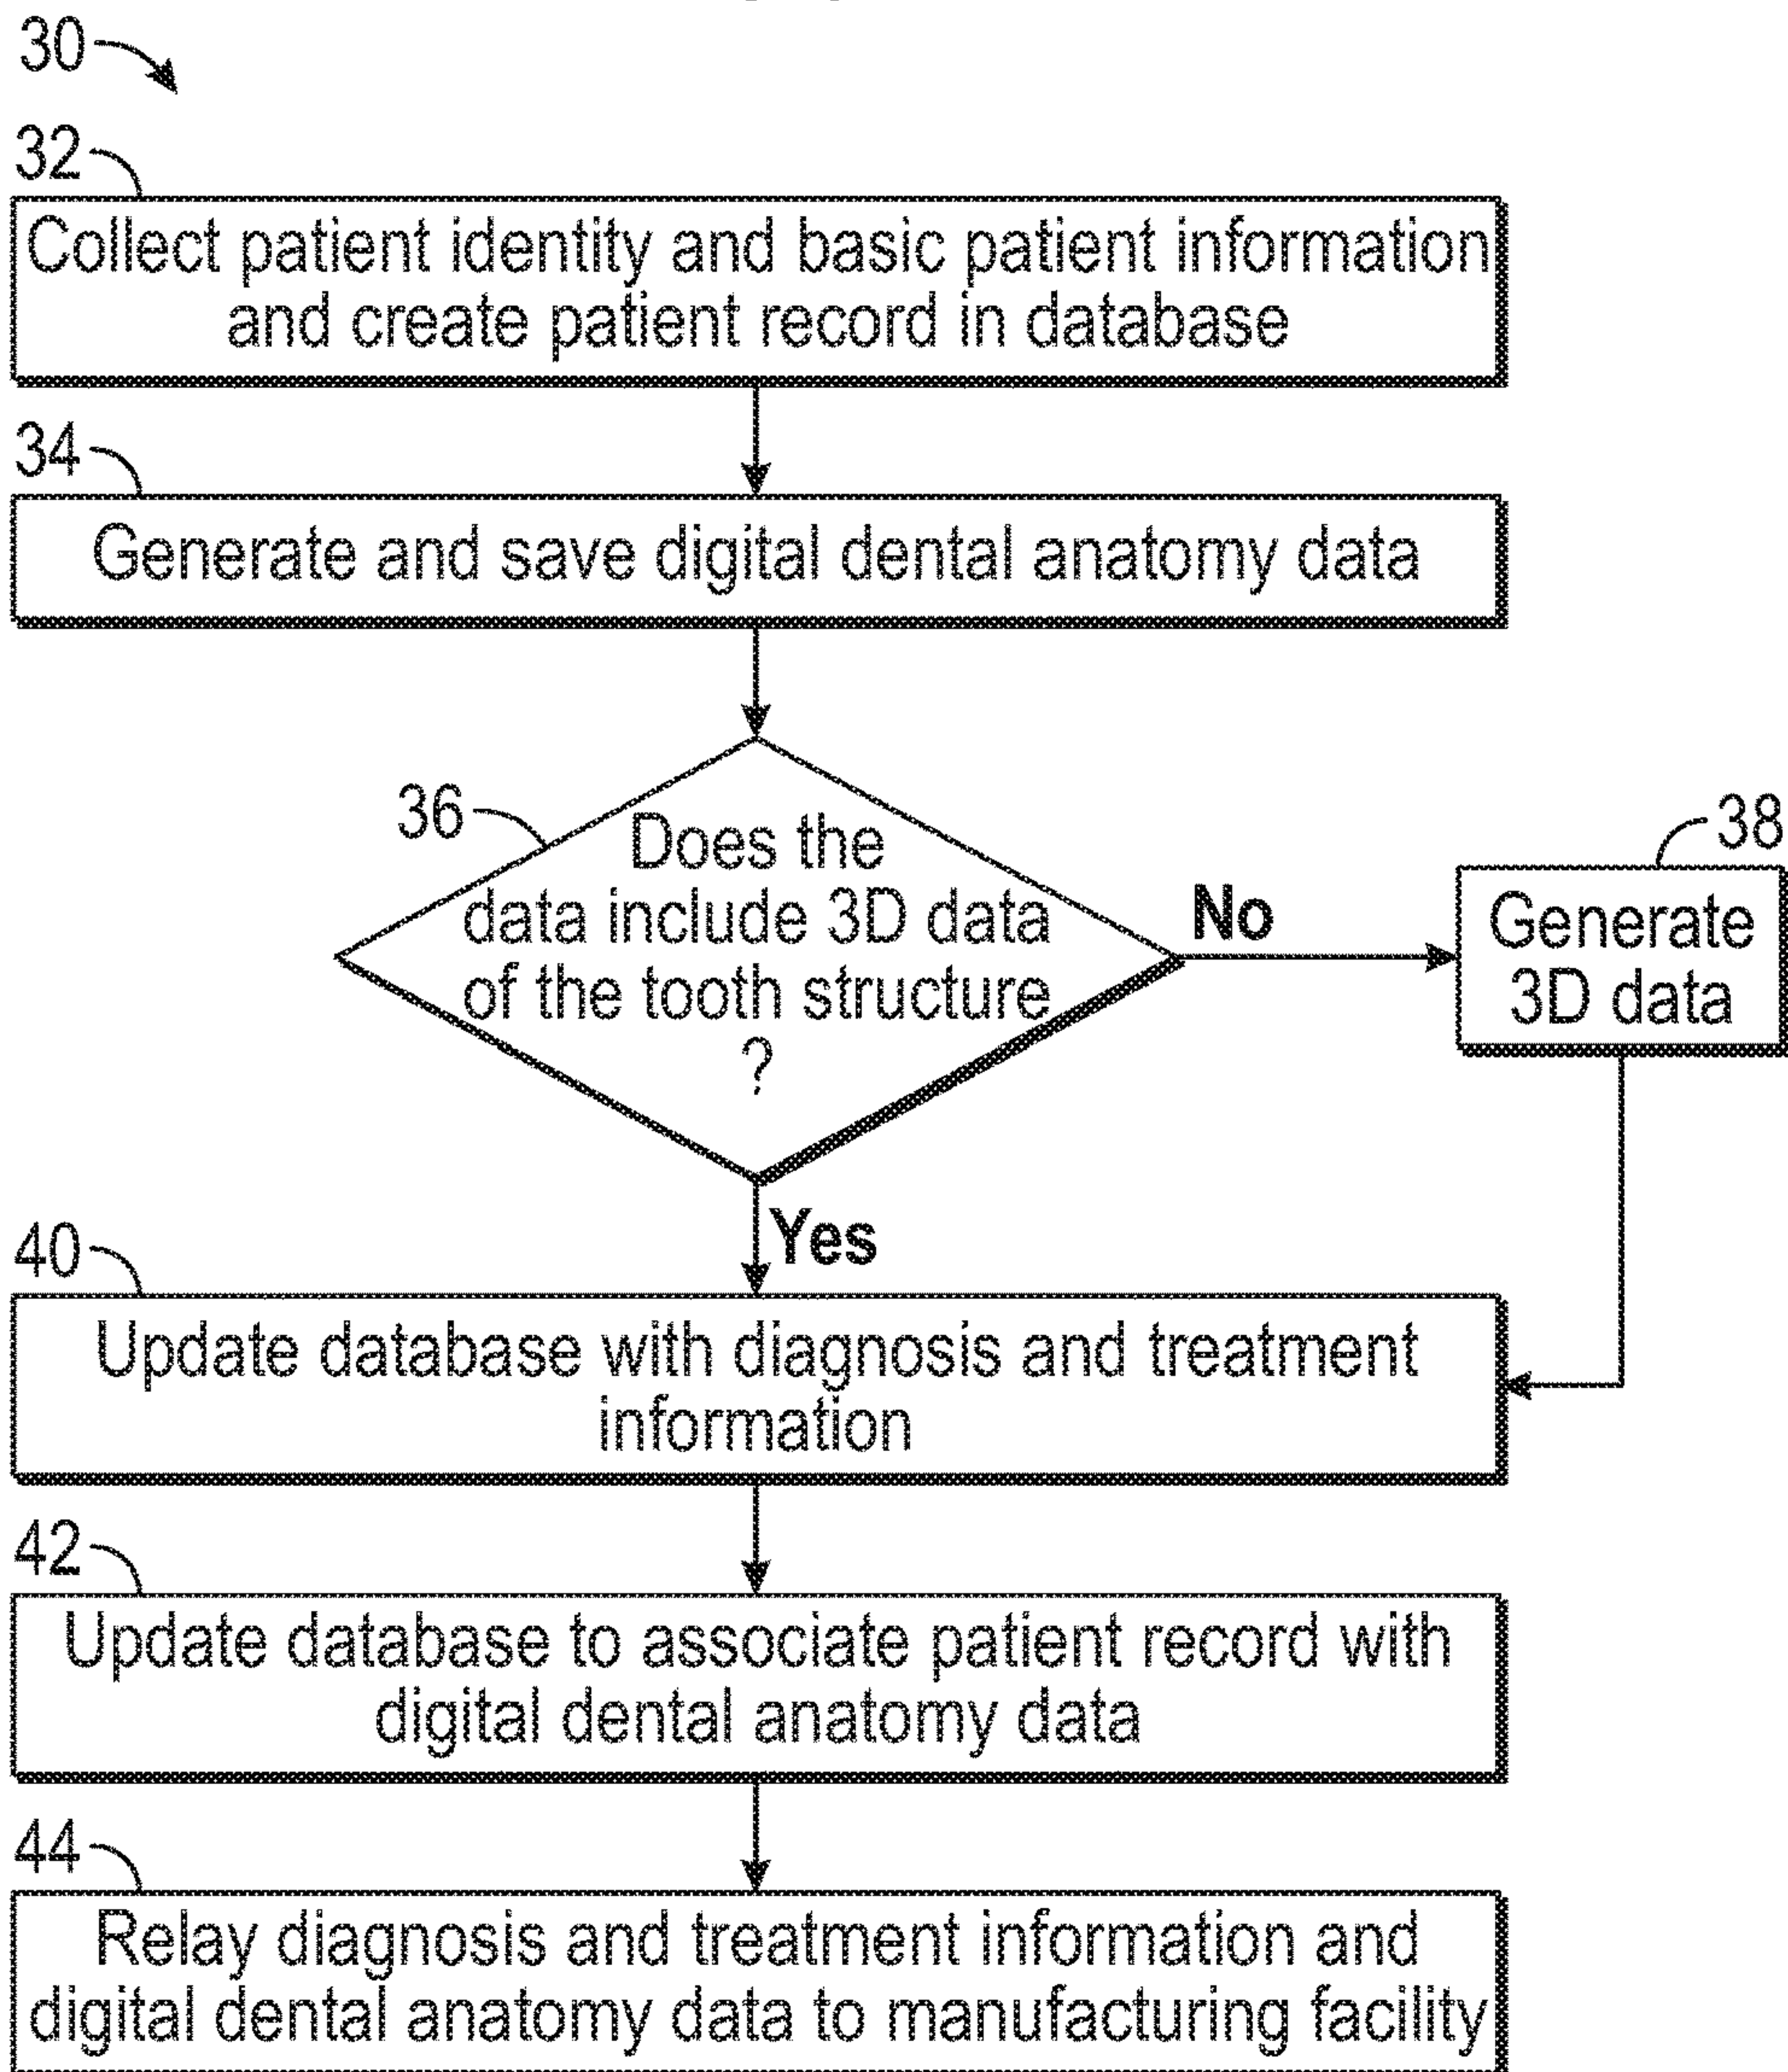 30
32
Collect patient identity and basic patient information
and create patient record in database
34
Generate and save digital dental anatomy data
36
Does the
data include 3D data
of the tooth structure
?
No
38
Generate
3D data
Yes
40
Update database with diagnosis and treatment
information
42
Update database to associate patient record with
digital dental anatomy data
44
Relay diagnosis and treatment information and
digital dental anatomy data to manufacturing facility